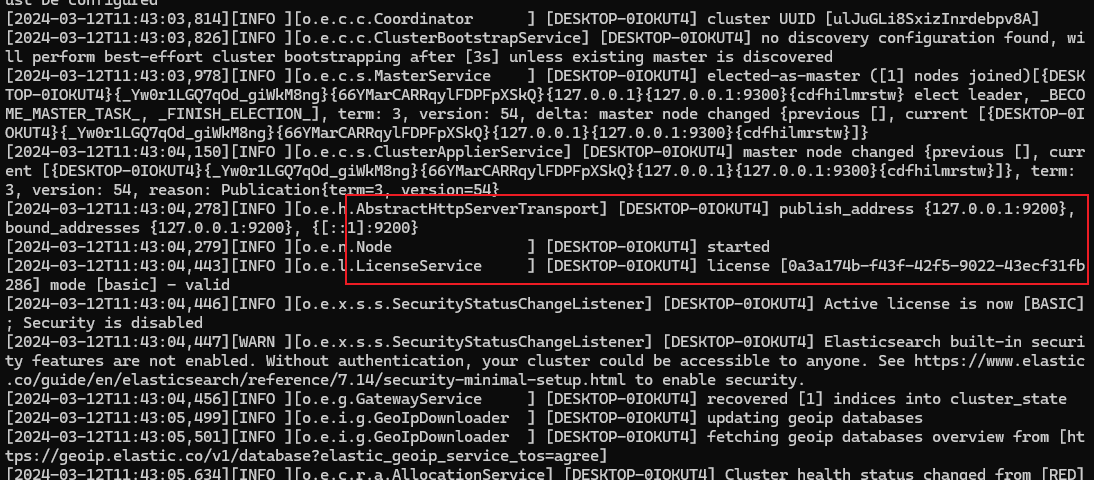 ust be configured
[2024-03-12T11:43:03,814][INFO ][o.e.c.c.Coordinator      ] [DESKTOP-0IOKUT4] cluster UUID [ulJuGLi8SxizInrdebpv8A]
[2024-03-12T11:43:03,826][INFO ][o.e.c.c.ClusterBootstrapService] [DESKTOP-0IOKUT4] no discovery configuration found, wi
ll perform best-effort cluster bootstrapping after [3s] unless existing master is discovered
[2024-03-12T11:43:03,978][INFO ][o.e.c.s.MasterService    ] [DESKTOP-0IOKUT4] elected-as-master ([1] nodes joined)[{DESK
TOP-0IOKUT4}{_Yw0r1LGQ7qOd_giWkM8ng}{66YMarCARRqylFDPFpXSkQ}{127.0.0.1}{127.0.0.1:9300}{cdfhilmrstw} elect leader, _BECO
ME_MASTER_TASK_, _FINISH_ELECTION_], term: 3, version: 54, delta: master node changed {previous [], current [{DESKTOP-0I
OKUT4}{_Yw0r1LGQ7qOd_giWkM8ng}{66YMarCARRqylFDPFpXSkQ}{127.0.0.1}{127.0.0.1:9300}{cdfhilmrstw}]}
[2024-03-12T11:43:04,150][INFO ][o.e.c.s.ClusterApplierService] [DESKTOP-0IOKUT4] master node changed {previous [], curr
ent [{DESKTOP-0IOKUT4}{_Yw0r1LGQ7qOd_giWkM8ng}{66YMarCARRqylFDPFpXSkQ}{127.0.0.1}{127.0.0.1:9300}{cdfhilmrstw}]}, term:
3, version: 54, reason: Publication{term=3, version=54}
[2024-03-12T11:43:04,278][INFO ][o.e.h.AbstractHttpServerTransport] [DESKTOP-0IOKUT4] publish_address {127.0.0.1:9200},
bound_addresses {127.0.0.1:9200}, {[::1]:9200}
[2024-03-12T11:43:04,279][INFO ][o.e.n.Node               ] [DESKTOP-0IOKUT4] started
[2024-03-12T11:43:04,443][INFO ][o.e.l.LicenseService     ] [DESKTOP-0IOKUT4] license [0a3a174b-f43f-42f5-9022-43ecf31fb
286] mode [basic] - valid
[2024-03-12T11:43:04,446][INFO ][o.e.x.s.s.SecurityStatusChangeListener] [DESKTOP-0IOKUT4] Active license is now [BASIC]
; Security is disabled
[2024-03-12T11:43:04,447][WARN ][o.e.x.s.s.SecurityStatusChangeListener] [DESKTOP-0IOKUT4] Elasticsearch built-in securi
ty features are not enabled. Without authentication, your cluster could be accessible to anyone. See https://www.elastic
.co/guide/en/elasticsearch/reference/7.14/security-minimal-setup.html to enable security.
[2024-03-12T11:43:04,456][INFO ][o.e.g.GatewayService     ] [DESKTOP-0IOKUT4] recovered [1] indices into cluster_state
[2024-03-12T11:43:05,499][INFO ][o.e.i.g.GeoIpDownloader  ] [DESKTOP-0IOKUT4] updating geoip databases
[2024-03-12T11:43:05,501][INFO ][o.e.i.g.GeoIpDownloader  ] [DESKTOP-0IOKUT4] fetching geoip databases overview from [ht
tps://geoip.elastic.co/v1/database?elastic_geoip_service_tos=agree]
[2024-03-12T11:43:05,634][INFO ][o.e.c.r.a.AllocationService] [DESKTOP-0IOKUT4] Cluster health status changed from [RED]